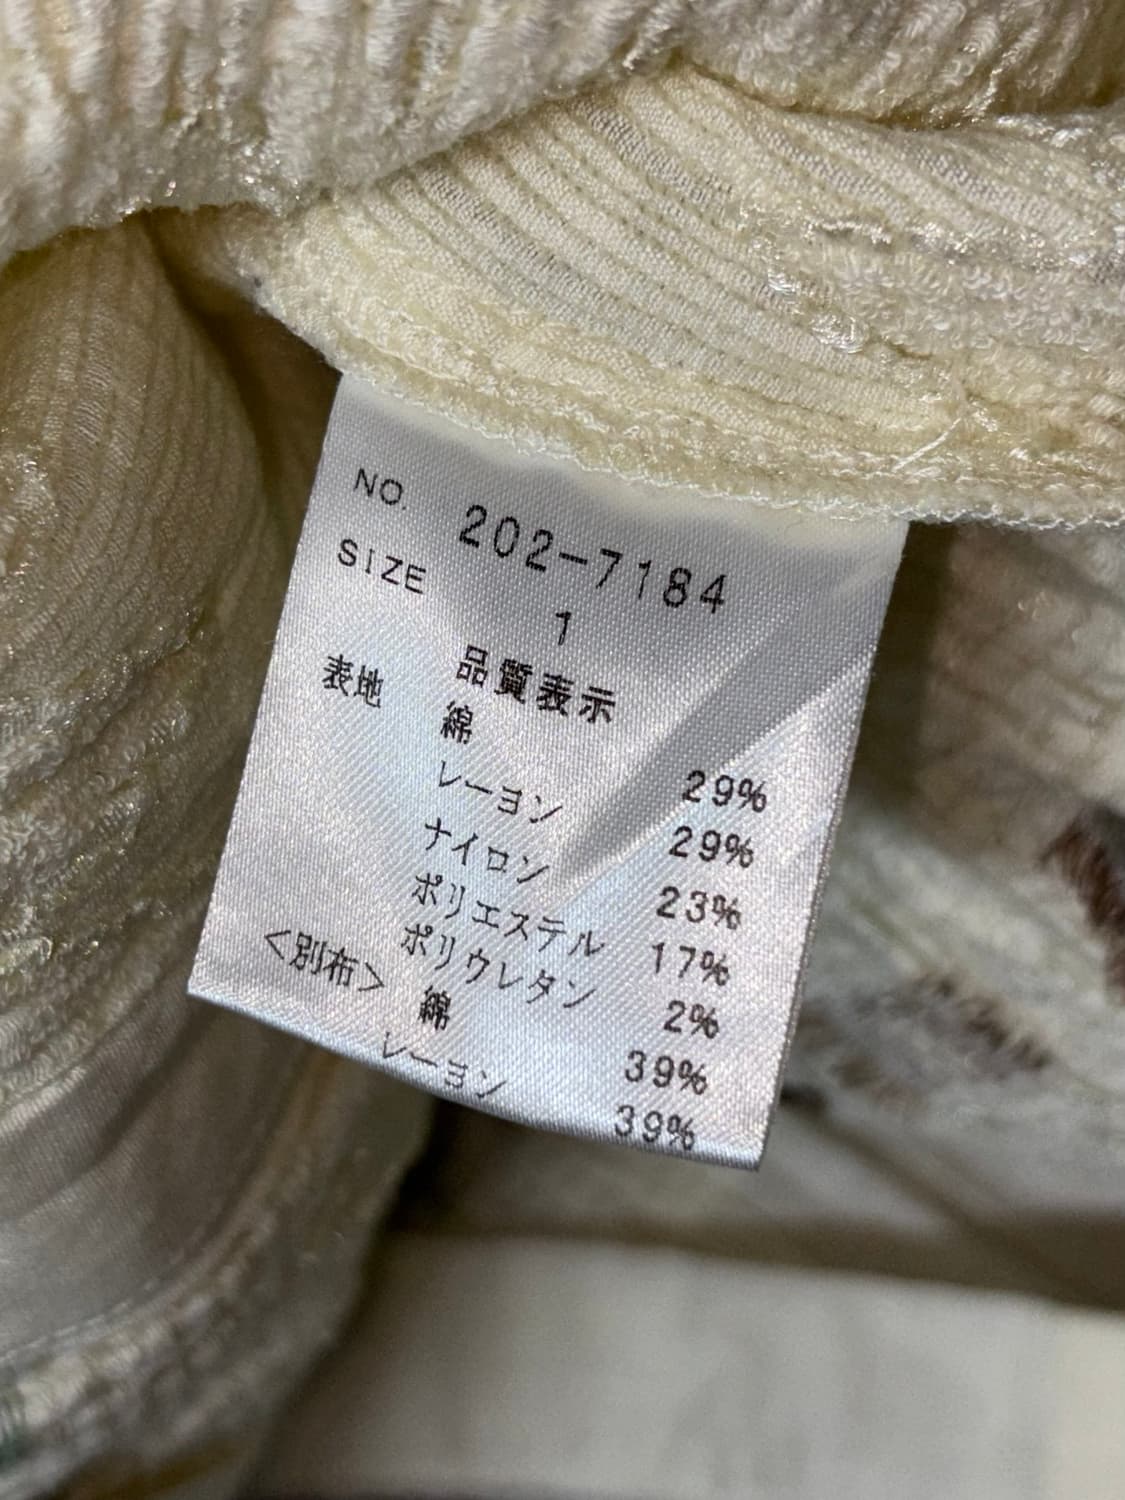 NO. 202-7184
SIZE 1
品質表示
表地 綿 29%
レーヨン 29%
ナイロン 23%
ポリエステル 17%
ポリウレタン 2%
<別布> 綿 39%
レーヨン 39%